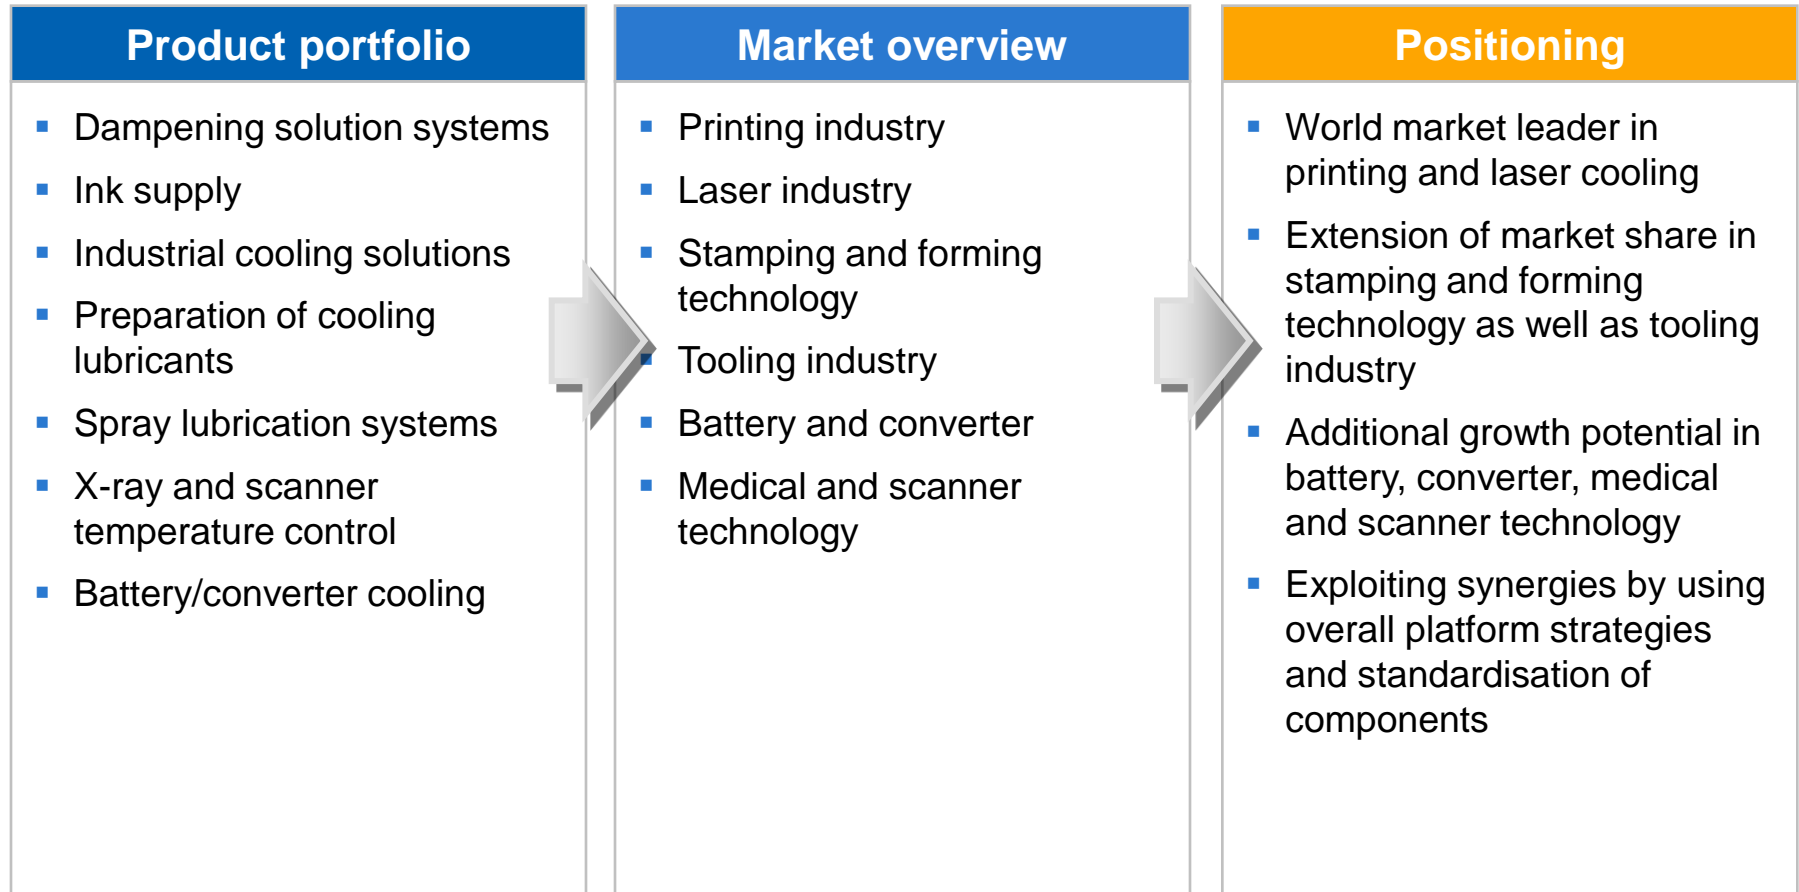 Product portfolio
Dampening solution systems
Ink supply
Industrial cooling solutions
Preparation of cooling
lubricants
Spray lubrication systems
X-ray and scanner
temperature control
Battery/converter cooling
Market overview
Printing industry
Laser industry
Stamping and forming
technology
Tooling industry
Battery and converter
Medical and scanner
technology
Positioning
World market leader in
printing and laser cooling
Extension of market share in
stamping and forming
technology as well as tooling
industry
Additional growth potential in
battery, converter, medical
and scanner technology
Exploiting synergies by using
overall platform strategies
and standardisation of
components